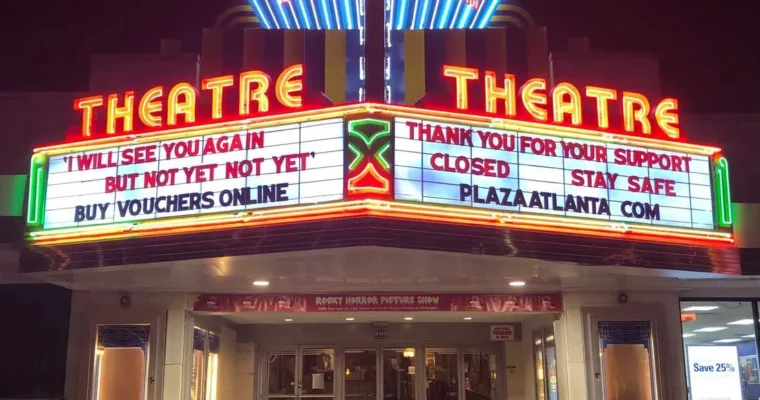 THEATRE
THEATRE
'I WILL SEE YOU AGAIN
BUT NOT YET NOT YET'
BUY VOUCHERS ONLINE
THANK YOU FOR YOUR SUPPORT
CLOSED STAY SAFE
PLAZAATLANTA COM
ROCKY HORROR PICTURE SHOW
Save 25%